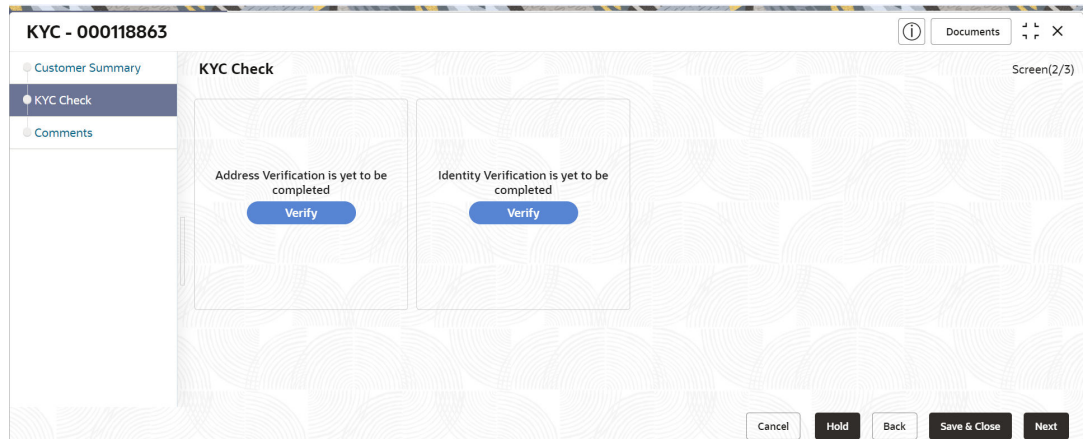 KYC - 000118863
Documents
Customer Summary
KYC Check
Comments
KYC Check
Screen(2/3)
Address Verification is yet to be
completed
Verify
Identity Verification is yet to be
completed
Verify
Cancel
Hold
Back
Save & Close
Next